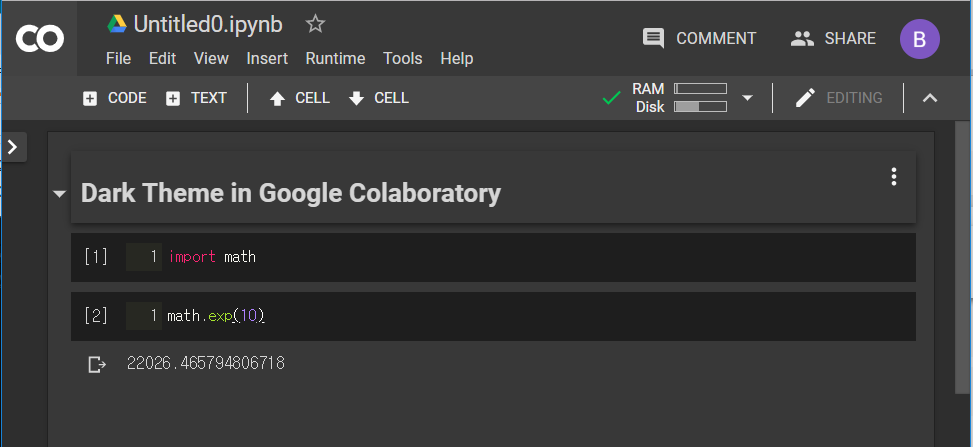 CO Untitled0.ipynb
File Edit View Insert Runtime Tools Help
COMMENT SHARE B
CODE TEXT CELL CELL
RAM
Disk
EDITING
Dark Theme in Google Colaboratory
[1] 1 import math
[2] 1 math.exp(10)
22026.465794806718